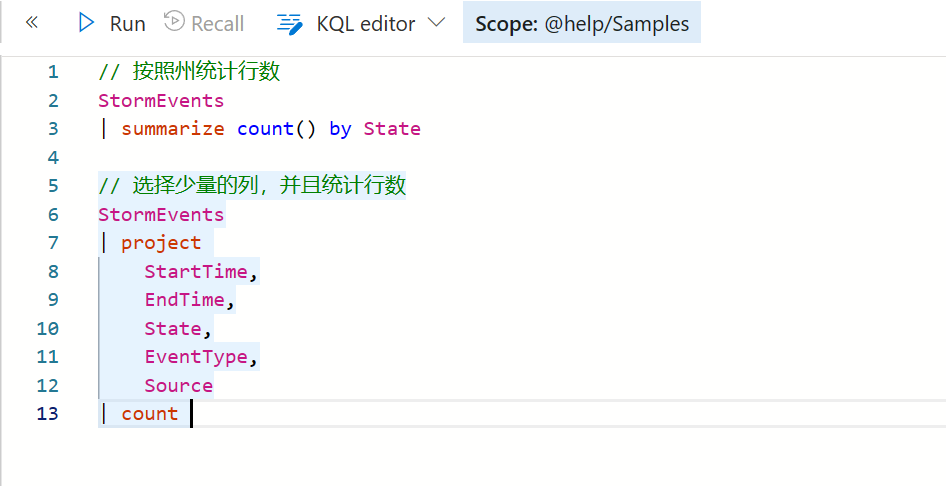 « Run Recall KQL editor Scope: @help/Samples
1 // 按照州统计行数
2 StormEvents
3 | summarize count() by State
4
5 // 选择少量的列，并且统计行数
6 StormEvents
7 | project
8 StartTime,
9 EndTime,
10 State,
11 EventType,
12 Source
13 | count